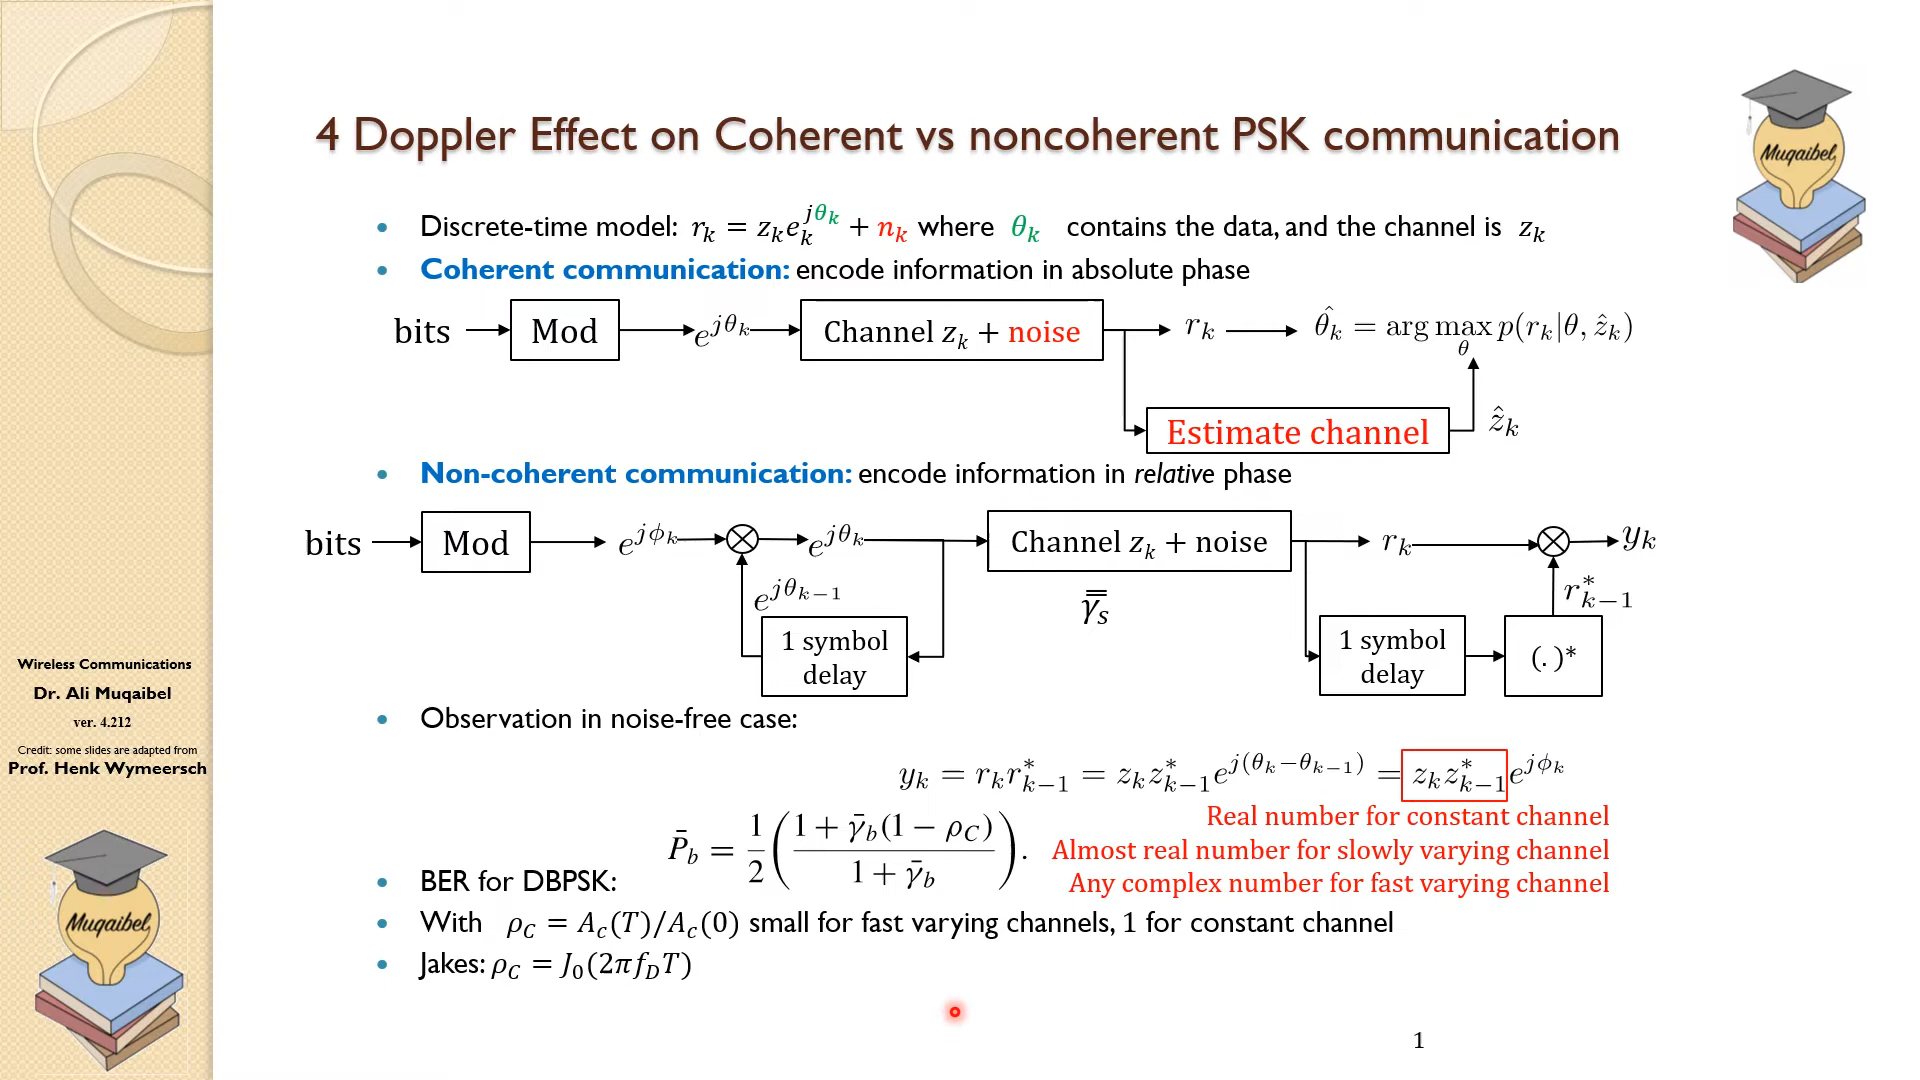 4 Doppler Effect on Coherent vs noncoherent PSK communication
Muqaibel
• Discrete-time model: r_k = z_k e_k^{jθ_k} + n_k where θ_k contains the data, and the channel is z_k
• Coherent communication: encode information in absolute phase
bits Mod e^{jθ_k} Channel z_k + noise r_k θ̂_k = arg max_θ p(r_k|θ, ẑ_k)
Estimate channel ẑ_k
• Non-coherent communication: encode information in relative phase
bits Mod e^{jϕ_k} ⊗ e^{jθ_k} Channel z_k + noise r_k ⊗ y_k
e^{jθ_{k−1}} γ̿_s r*_{k−1}
1 symbol delay 1 symbol delay (.)*
• Observation in noise-free case:
y_k = r_k r*_{k−1} = z_k z*_{k−1} e^{j(θ_k−θ_{k−1})} = z_k z*_{k−1} e^{jϕ_k}
Real number for constant channel
Almost real number for slowly varying channel
Any complex number for fast varying channel
• BER for DBPSK: P̄_b = 1/2 ( (1 + γ̄_b(1 − ρ_C)) / (1 + γ̄_b) ).
• With ρ_C = A_c(T)/A_c(0) small for fast varying channels, 1 for constant channel
• Jakes: ρ_C = J_0(2πf_D T)
1
Wireless Communications
Dr. Ali Muqaibel
ver. 4.212
Credit: some slides are adapted from
Prof. Henk Wymeersch
Muqaibel